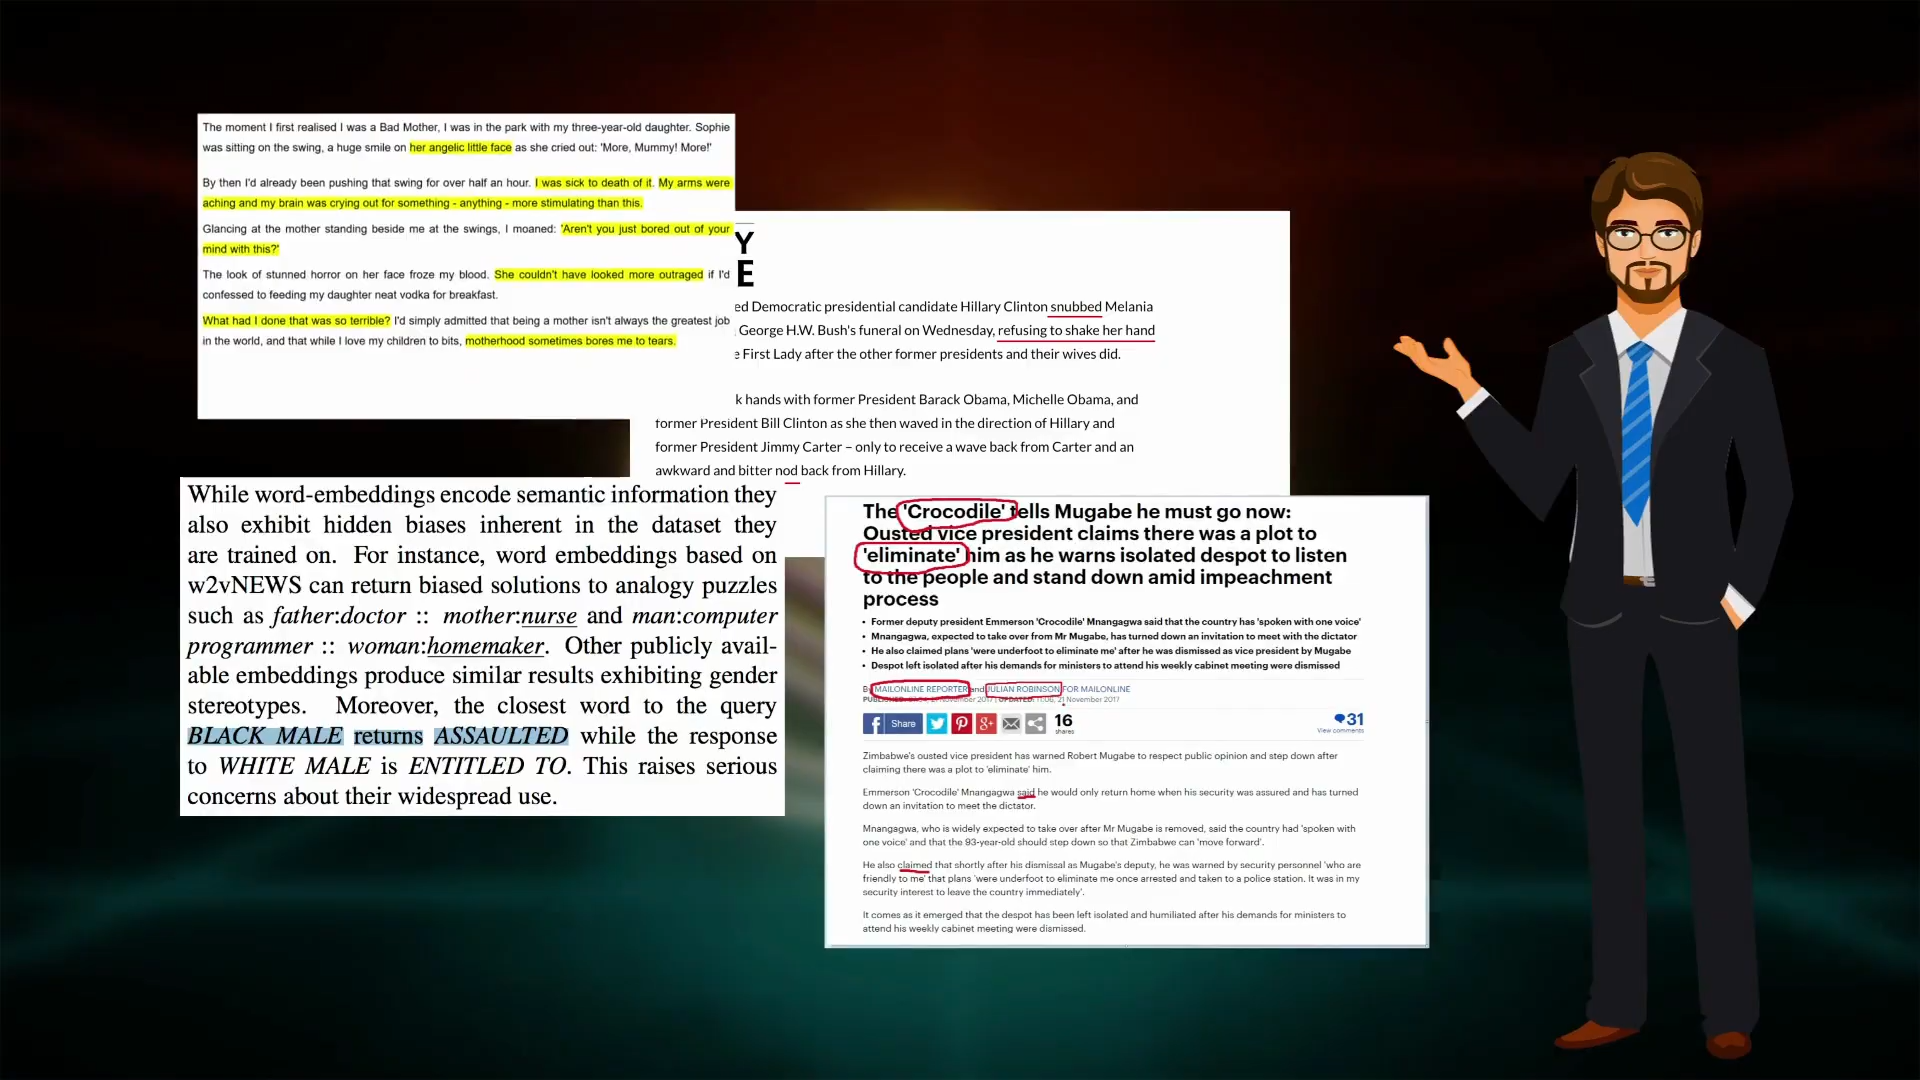 The moment I first realised I was a Bad Mother, I was in the park with my three-year-old daughter. Sophie
was sitting on the swing, a huge smile on her angelic little face as she cried out: 'More, Mummy! More!'
By then I'd already been pushing that swing for over half an hour. I was sick to death of it. My arms were
aching and my brain was crying out for something - anything - more stimulating than this.
Glancing at the mother standing beside me at the swings, I moaned: 'Aren't you just bored out of your
mind with this?'
The look of stunned horror on her face froze my blood. She couldn't have looked more outraged if I'd
confessed to feeding my daughter neat vodka for breakfast.
What had I done that was so terrible? I'd simply admitted that being a mother isn't always the greatest job
in the world, and that while I love my children to bits, motherhood sometimes bores me to tears.
Y
E
ed Democratic presidential candidate Hillary Clinton snubbed Melania
George H.W. Bush's funeral on Wednesday, refusing to shake her hand
e First Lady after the other former presidents and their wives did.
k hands with former President Barack Obama, Michelle Obama, and
former President Bill Clinton as she then waved in the direction of Hillary and
former President Jimmy Carter – only to receive a wave back from Carter and an
awkward and bitter nod back from Hillary.
While word-embeddings encode semantic information they
also exhibit hidden biases inherent in the dataset they
are trained on. For instance, word embeddings based on
w2vNEWS can return biased solutions to analogy puzzles
such as father:doctor :: mother:nurse and man:computer
programmer :: woman:homemaker. Other publicly avail-
able embeddings produce similar results exhibiting gender
stereotypes. Moreover, the closest word to the query
BLACK MALE returns ASSAULTED while the response
to WHITE MALE is ENTITLED TO. This raises serious
concerns about their widespread use.
The 'Crocodile' tells Mugabe he must go now:
Ousted vice president claims there was a plot to
'eliminate' him as he warns isolated despot to listen
to the people and stand down amid impeachment
process
• Former deputy president Emmerson 'Crocodile' Mnangagwa said that the country has 'spoken with one voice'
• Mnangagwa, expected to take over from Mr Mugabe, has turned down an invitation to meet with the dictator
• He also claimed plans 'were underfoot to eliminate me' after he was dismissed as vice president by Mugabe
• Despot left isolated after his demands for ministers to attend his weekly cabinet meeting were dismissed
By MAILONLINE REPORTER and JULIAN ROBINSON FOR MAILONLINE
November 2017 | UPDATED: 21 November 2017
Share 16 shares 31 View comments
Zimbabwe's ousted vice president has warned Robert Mugabe to respect public opinion and step down after
claiming there was a plot to 'eliminate' him.
Emmerson 'Crocodile' Mnangagwa said he would only return home when his security was assured and has turned
down an invitation to meet the dictator.
Mnangagwa, who is widely expected to take over after Mr Mugabe is removed, said the country had 'spoken with
one voice' and that the 93-year-old should step down so that Zimbabwe can 'move forward'.
He also claimed that shortly after his dismissal as Mugabe's deputy, he was warned by security personnel 'who are
friendly to me' that plans 'were underfoot to eliminate me once arrested and taken to a police station. It was in my
security interest to leave the country immediately'.
It comes as it emerged that the despot has been left isolated and humiliated after his demands for ministers to
attend his weekly cabinet meeting were dismissed.